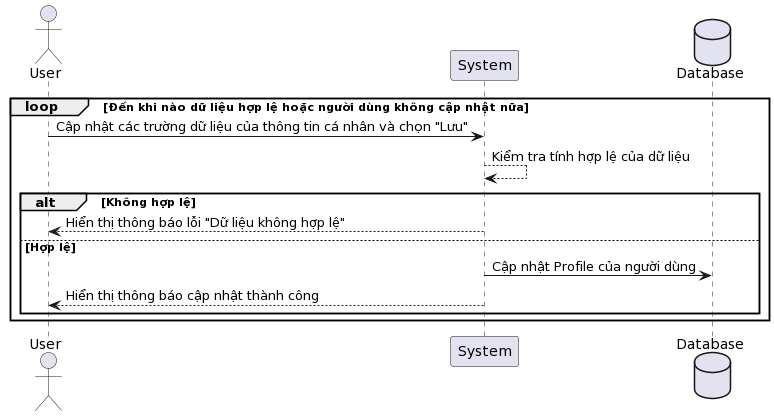 User
System
Database
loop [Đến khi nào dữ liệu hợp lệ hoặc người dùng không cập nhật nữa]
Cập nhật các trường dữ liệu của thông tin cá nhân và chọn "Lưu"
Kiểm tra tính hợp lệ của dữ liệu
alt [Không hợp lệ]
Hiển thị thông báo lỗi "Dữ liệu không hợp lệ"
[Hợp lệ]
Cập nhật Profile của người dùng
Hiển thị thông báo cập nhật thành công
User
System
Database